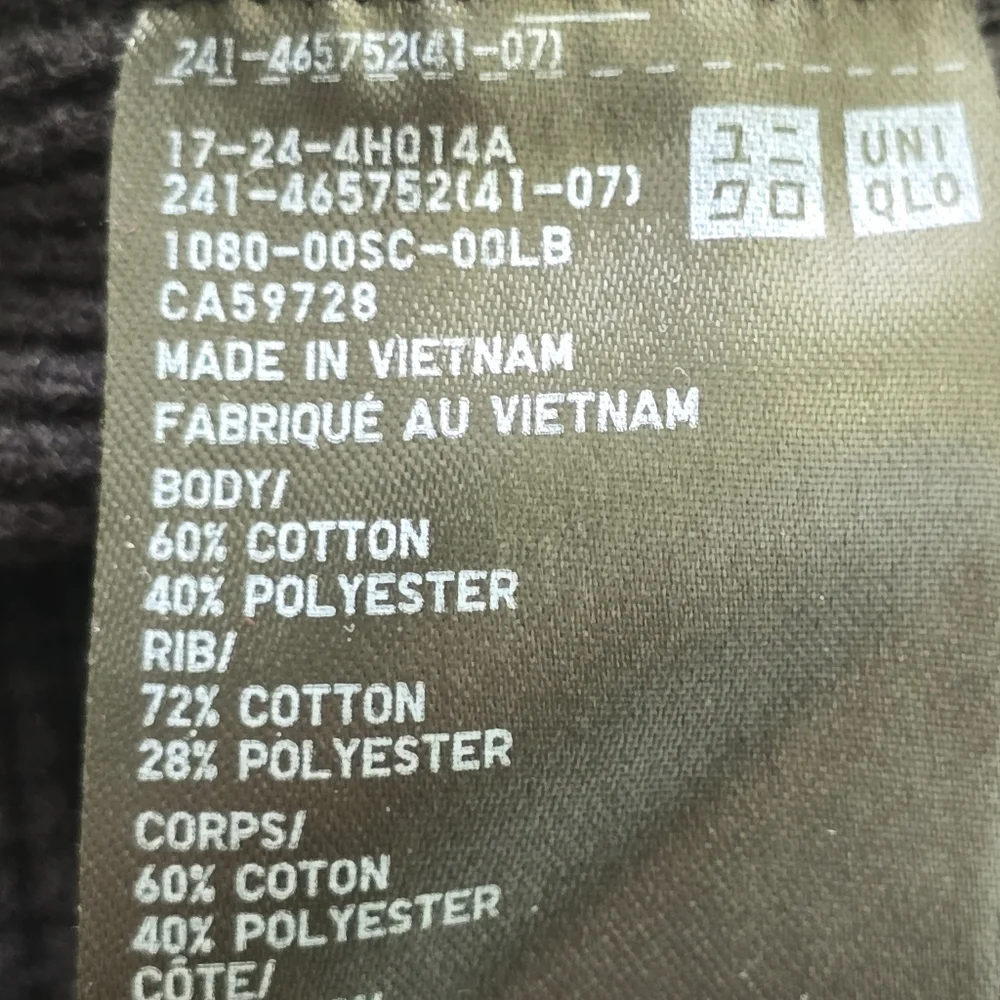 241-465752(41-07)
17-24-4H014A
241-465752(41-07)
ユニ
クロ
UNI
QLO
1080-00SC-00LB
CA59728
MADE IN VIETNAM
FABRIQUÉ AU VIETNAM
BODY/
60% COTTON
40% POLYESTER
RIB/
72% COTTON
28% POLYESTER
CORPS/
60% COTON
40% POLYESTER
CÔTE/